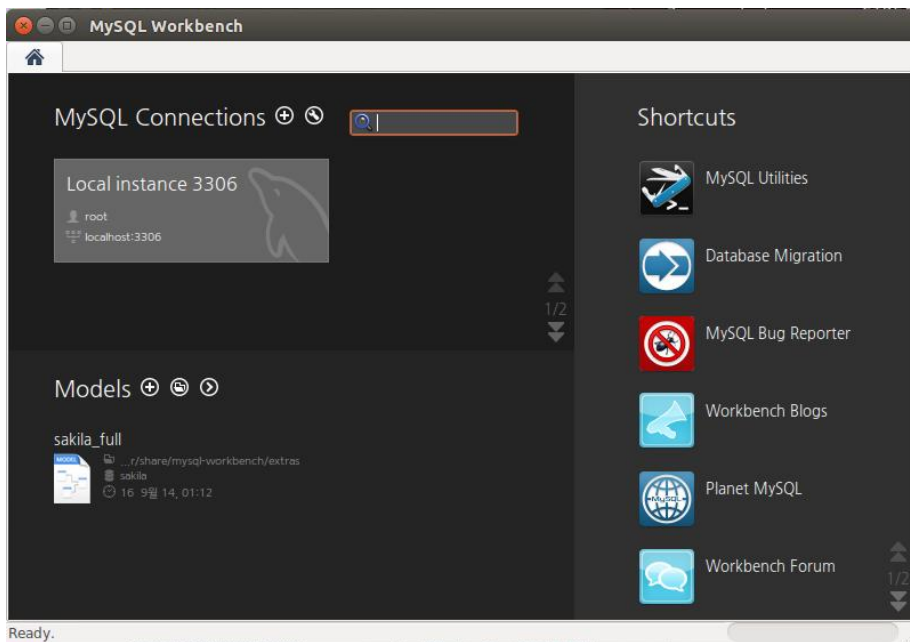 MySQL Workbench
MySQL Connections
Local instance 3306
root
localhost:3306
1/2
Models
sakila_full
MODEL
...r/share/mysql-workbench/extras
sakila
16 9월 14, 01:12
Shortcuts
MySQL Utilities
Database Migration
MySQL Bug Reporter
Workbench Blogs
MySQL
Planet MySQL
Workbench Forum
1/2
Ready.